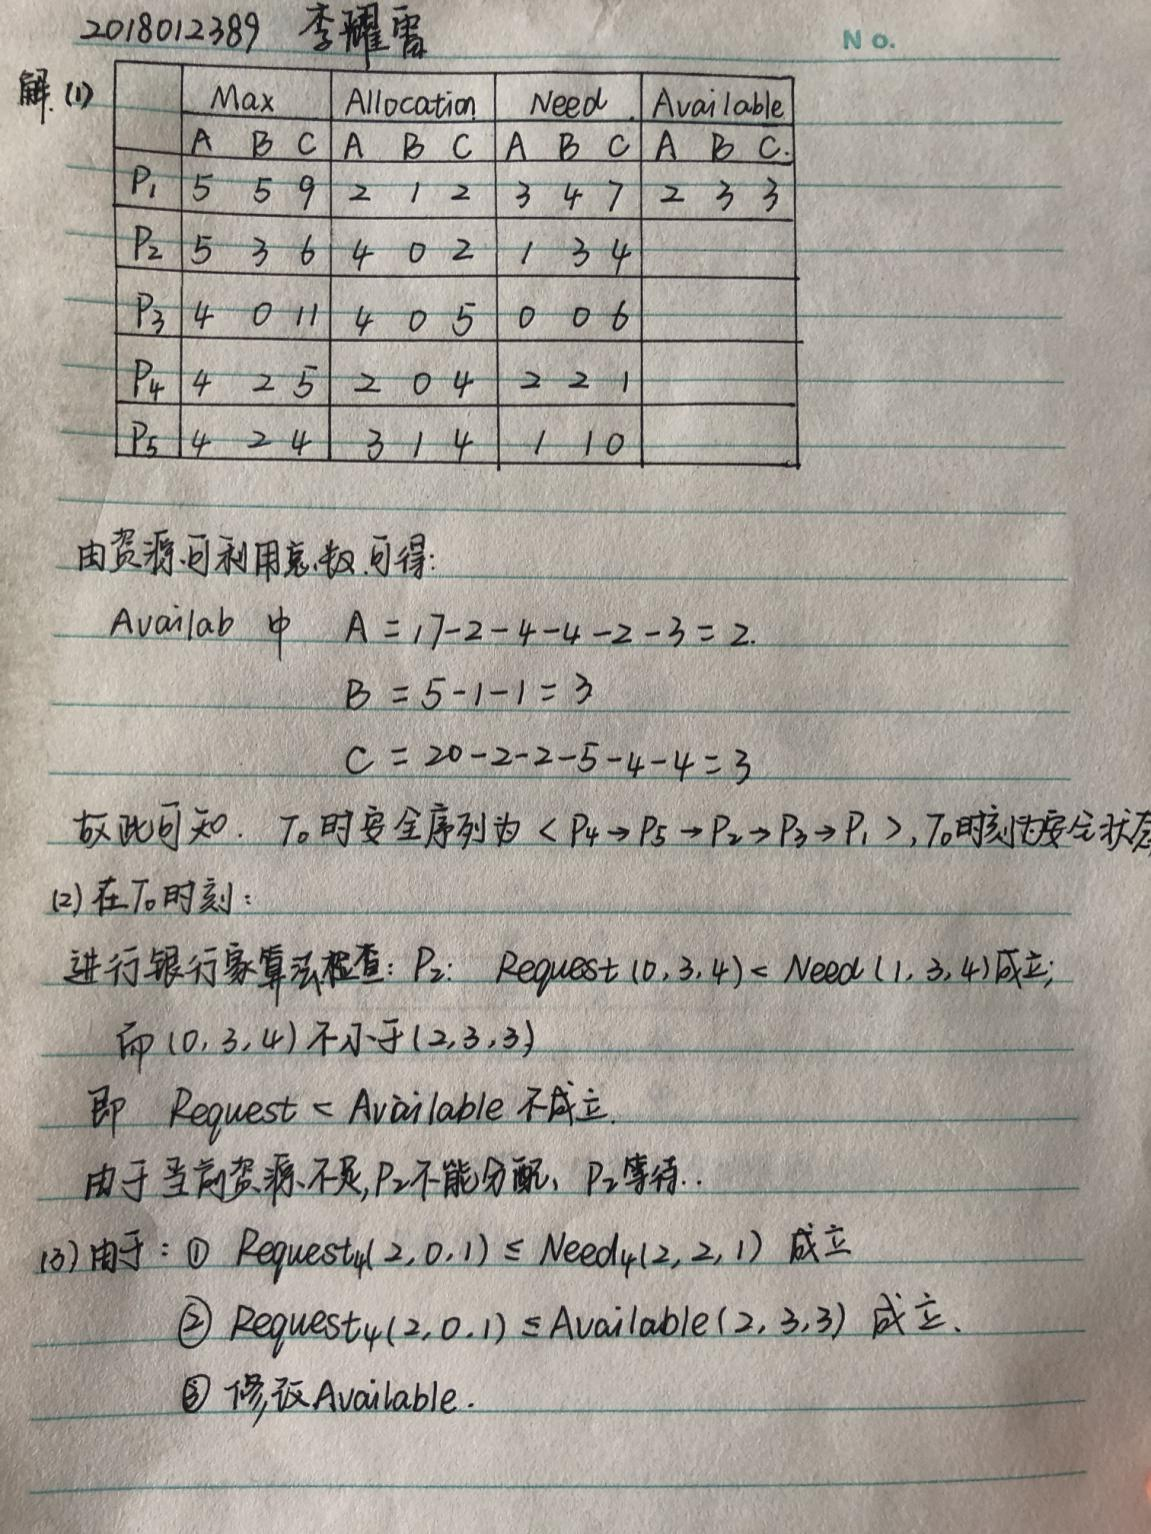 2018012389 李耀雷
No.
解.(1)
Max Allocation Need Available
A B C A B C A B C A B C.
P1 5 5 9 2 1 2 3 4 7 2 3 3
P2 5 3 6 4 0 2 1 3 4
P3 4 0 11 4 0 5 0 0 6
P4 4 2 5 2 0 4 2 2 1
P5 4 2 4 3 1 4 1 1 0
由资源可利用总数可得:
Availab 中 A = 17-2-4-4-2-3 = 2.
B = 5-1-1 = 3
C = 20-2-2-5-4-4 = 3
故此可知. T0时安全序列为 < P4→P5→P2→P3→P1 >, T0时刻为安全状态
(2) 在T0时刻:
进行银行家算法检查: P2: Request (0,3,4) < Need (1,3,4) 成立;
而 (0,3,4) 不小于 (2,3,3)
即 Request < Available 不成立.
由于当前资源不足, P2不能分配, P2等待..
(3) 由于: ① Request4(2,0,1) ≤ Need4(2,2,1) 成立
② Request4(2,0,1) ≤ Available(2,3,3) 成立.
③ 修改Available.